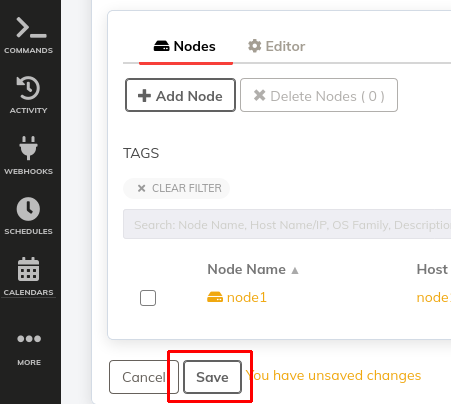 COMMANDS
ACTIVITY
WEBHOOKS
SCHEDULES
CALENDARS
MORE
Nodes Editor
Add Node Delete Nodes ( 0 )
TAGS
CLEAR FILTER
Search: Node Name, Host Name/IP, OS Family, Description
Node Name ▲ Host
node1 node
Cancel Save You have unsaved changes